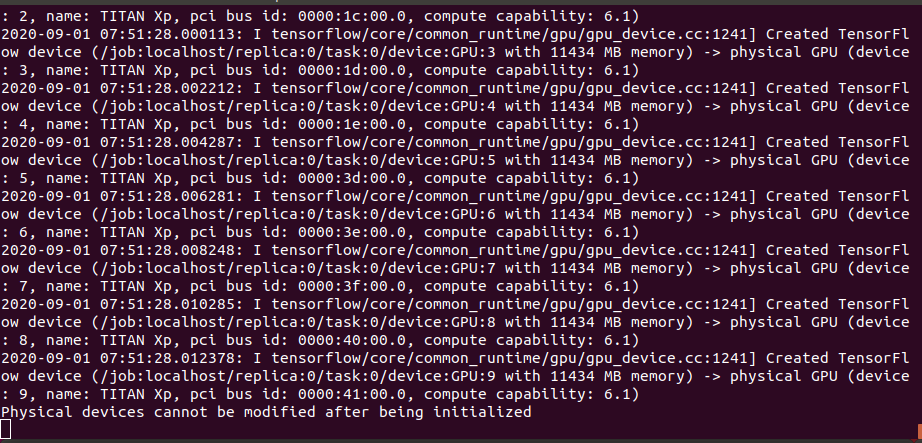 : 2, name: TITAN Xp, pci bus id: 0000:1c:00.0, compute capability: 6.1)
2020-09-01 07:51:28.000113: I tensorflow/core/common_runtime/gpu/gpu_device.cc:1241] Created TensorFl
ow device (/job:localhost/replica:0/task:0/device:GPU:3 with 11434 MB memory) -> physical GPU (device
: 3, name: TITAN Xp, pci bus id: 0000:1d:00.0, compute capability: 6.1)
2020-09-01 07:51:28.002212: I tensorflow/core/common_runtime/gpu/gpu_device.cc:1241] Created TensorFl
ow device (/job:localhost/replica:0/task:0/device:GPU:4 with 11434 MB memory) -> physical GPU (device
: 4, name: TITAN Xp, pci bus id: 0000:1e:00.0, compute capability: 6.1)
2020-09-01 07:51:28.004287: I tensorflow/core/common_runtime/gpu/gpu_device.cc:1241] Created TensorFl
ow device (/job:localhost/replica:0/task:0/device:GPU:5 with 11434 MB memory) -> physical GPU (device
: 5, name: TITAN Xp, pci bus id: 0000:3d:00.0, compute capability: 6.1)
2020-09-01 07:51:28.006281: I tensorflow/core/common_runtime/gpu/gpu_device.cc:1241] Created TensorFl
ow device (/job:localhost/replica:0/task:0/device:GPU:6 with 11434 MB memory) -> physical GPU (device
: 6, name: TITAN Xp, pci bus id: 0000:3e:00.0, compute capability: 6.1)
2020-09-01 07:51:28.008248: I tensorflow/core/common_runtime/gpu/gpu_device.cc:1241] Created TensorFl
ow device (/job:localhost/replica:0/task:0/device:GPU:7 with 11434 MB memory) -> physical GPU (device
: 7, name: TITAN Xp, pci bus id: 0000:3f:00.0, compute capability: 6.1)
2020-09-01 07:51:28.010285: I tensorflow/core/common_runtime/gpu/gpu_device.cc:1241] Created TensorFl
ow device (/job:localhost/replica:0/task:0/device:GPU:8 with 11434 MB memory) -> physical GPU (device
: 8, name: TITAN Xp, pci bus id: 0000:40:00.0, compute capability: 6.1)
2020-09-01 07:51:28.012378: I tensorflow/core/common_runtime/gpu/gpu_device.cc:1241] Created TensorFl
ow device (/job:localhost/replica:0/task:0/device:GPU:9 with 11434 MB memory) -> physical GPU (device
: 9, name: TITAN Xp, pci bus id: 0000:41:00.0, compute capability: 6.1)
Physical devices cannot be modified after being initialized